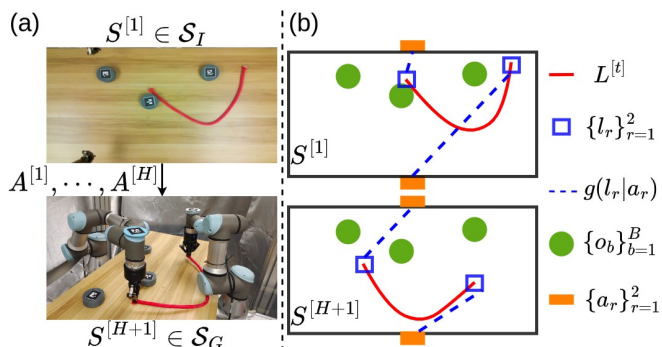 (a)
S^{[1]} ∈ 𝒮_I
A^{[1]}, ⋯, A^{[H]}
S^{[H+1]} ∈ 𝒮_G
(b)
S^{[1]}
S^{[H+1]}
L^{[t]}
{l_r}_{r=1}^{2}
g(l_r|a_r)
{o_b}_{b=1}^{B}
{a_r}_{r=1}^{2}